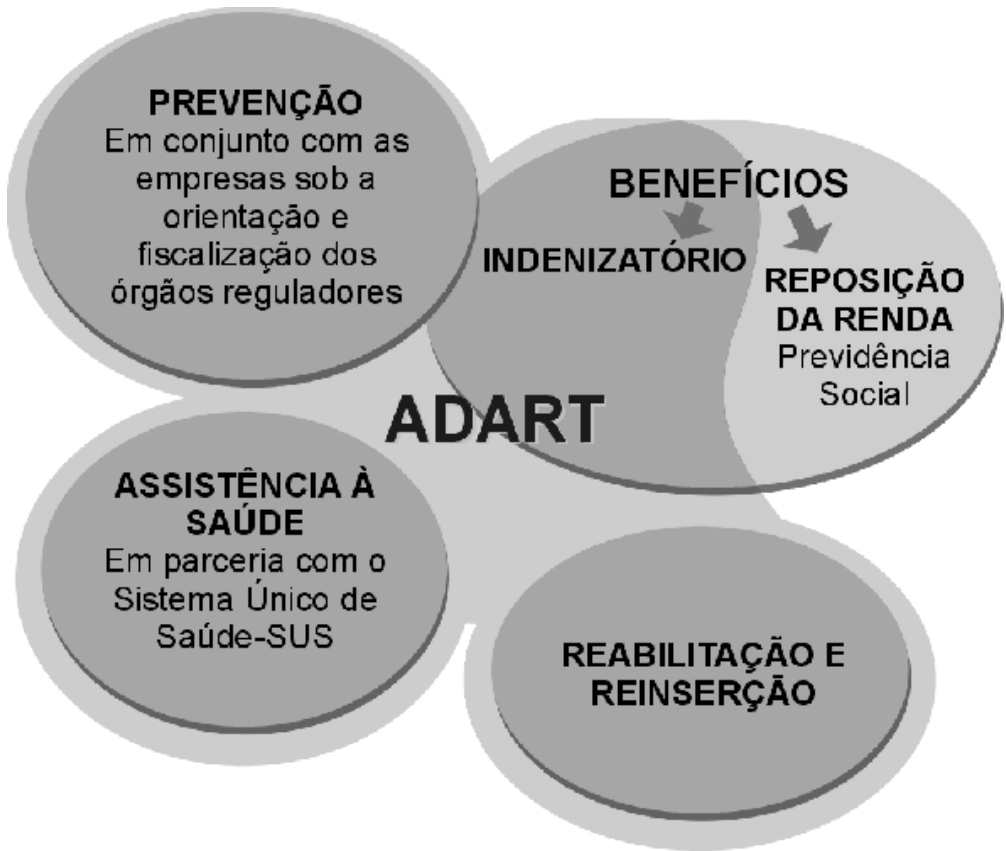 PREVENÇÃO
Em conjunto com as
empresas sob a
orientação e
fiscalização dos
órgãos reguladores
BENEFÍCIOS
INDENIZATÓRIO
REPOSIÇÃO
DA RENDA
Previdência
Social
ADART
ASSISTÊNCIA À
SAÚDE
Em parceria com o
Sistema Único de
Saúde-SUS
REABILITAÇÃO E
REINSERÇÃO